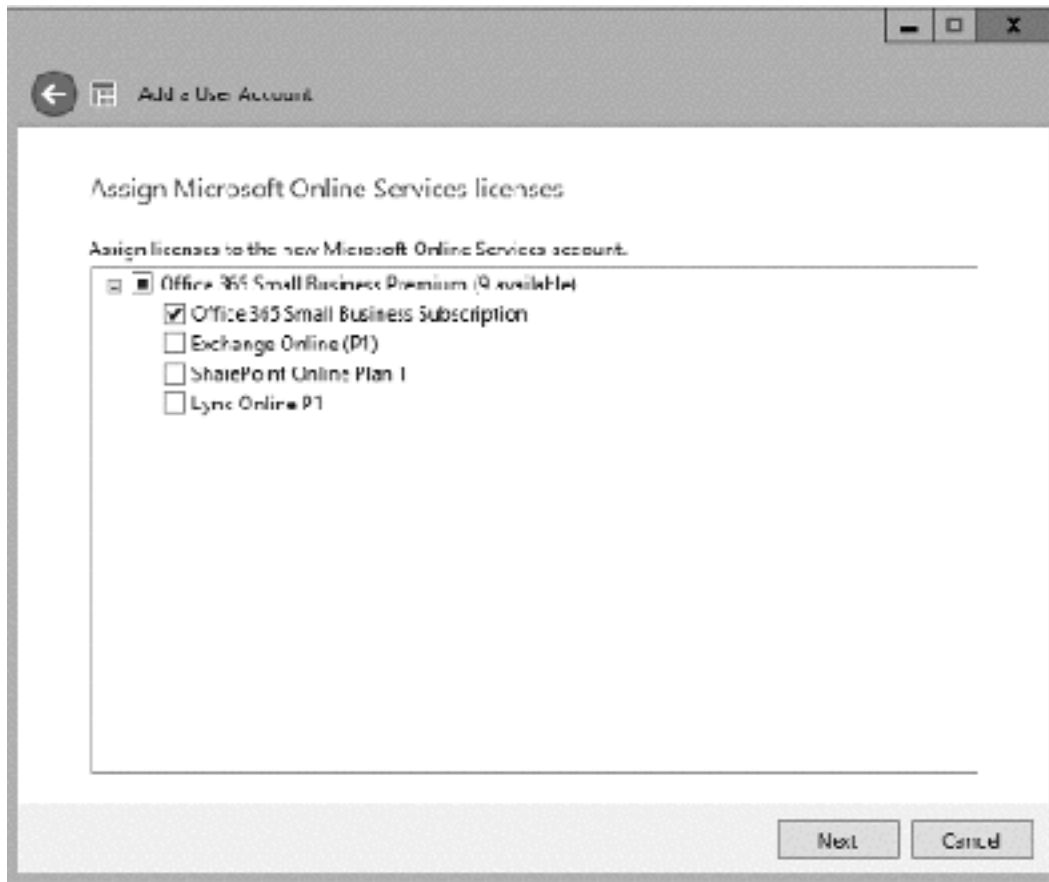 Add a User Account
Assign Microsoft Online Services licenses
Assign licenses to the new Microsoft Online Services account.
Office 365 Small Business Premium (9 available)
Office 365 Small Business Subscription
Exchange Online (P1)
SharePoint Online Plan 1
Lync Online P1
Next
Cancel